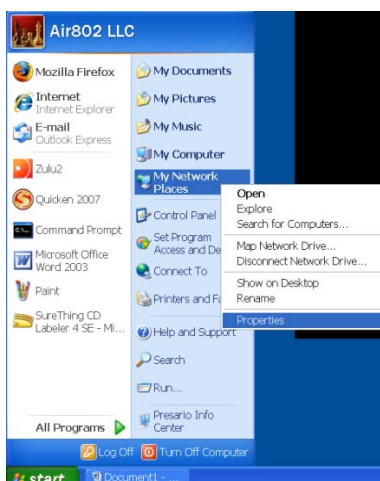 Air802 LLC
Mozilla Firefox
Internet
Internet Explorer
E-mail
Outlook Express
Zulu2
Quicken 2007
Command Prompt
Microsoft Office
Word 2003
Paint
SureThing CD
Labeler 4 SE - Mi...
All Programs
My Documents
My Pictures
My Music
My Computer
My Network
Places
Control Panel
Set Program
Access and De
Connect To
Printers and Fa
Help and Support
Search
Run...
Presario Info
Center
Open
Explore
Search for Computers...
Map Network Drive...
Disconnect Network Drive...
Show on Desktop
Rename
Properties
Log Off
Turn Off Computer
start
Document1 - ...